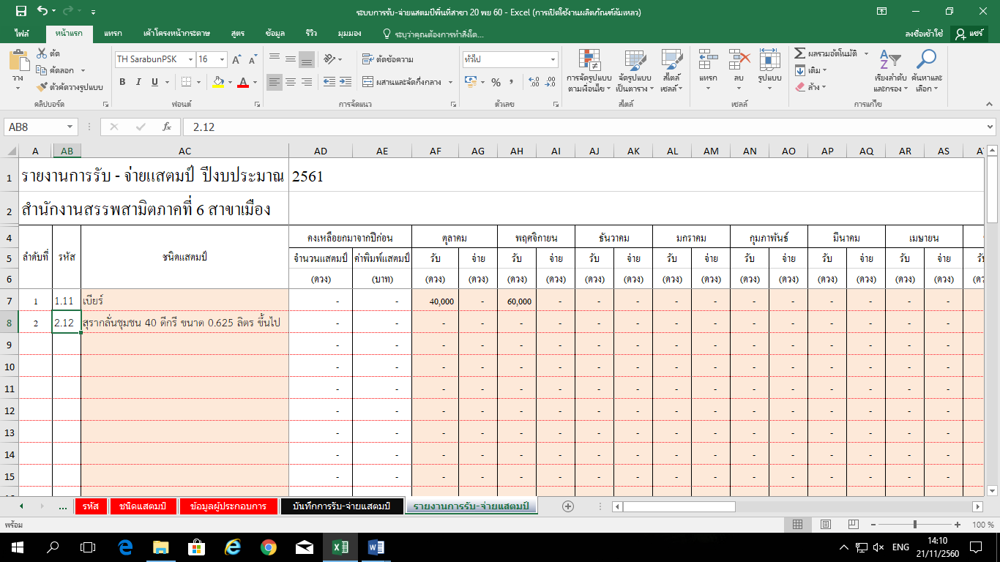 ระบบการรับ-จ่ายแสตมป์พื้นที่สาขา 20 พย 60 - Excel (การเปิดใช้งานผลิตภัณฑ์ล้มเหลว)
ไฟล์ หน้าแรก แทรก เค้าโครงหน้ากระดาษ สูตร ข้อมูล รีวิว มุมมอง ระบุว่าคุณต้องการทำสิ่งใด... ลงชื่อเข้าใช้ แชร์
วาง ตัด คัดลอก ตัวคัดวางรูปแบบ คลิปบอร์ด
TH SarabunPSK 16 B I U A ฟอนต์
ตัดข้อความ ผสานและจัดกึ่งกลาง การจัดแนว
ทั่วไป % , ตัวเลข
การจัดรูปแบบตามเงื่อนไข จัดรูปแบบเป็นตาราง สไตล์เซลล์ สไตล์
แทรก ลบ รูปแบบ เซลล์
ผลรวมอัตโนมัติ เติม ล้าง เรียงลำดับและกรอง ค้นหาและเลือก การแก้ไข
AB8 fx 2.12
A AB AC AD AE AF AG AH AI AJ AK AL AM AN AO AP AQ AR AS
1 รายงานการรับ - จ่ายแสตมป์ ปีงบประมาณ 2561
2 สำนักงานสรรพสามิตภาคที่ 6 สาขาเมือง
4 คงเหลือยกมาจากปีก่อน ตุลาคม พฤศจิกายน ธันวาคม มกราคม กุมภาพันธ์ มีนาคม เมษายน
5 ลำดับที่ รหัส ชนิดแสตมป์ จำนวนแสตมป์ ค่าพิมพ์แสตมป์ รับ จ่าย รับ จ่าย รับ จ่าย รับ จ่าย รับ จ่าย รับ จ่าย รับ จ่าย
6 (ดวง) (บาท) (ดวง) (ดวง) (ดวง) (ดวง) (ดวง) (ดวง) (ดวง) (ดวง) (ดวง) (ดวง) (ดวง) (ดวง) (ดวง) (ดวง)
7 1 1.11 เบียร์ - - 40,000 - 60,000 - - - - - - - - - - -
8 2 2.12 สุรากลั่นชุมชน 40 ดีกรี ขนาด 0.625 ลิตร ขึ้นไป - - - - - - - - - - - - - - - -
9 - - - - - - - - - - - - - - - -
10 - - - - - - - - - - - - - - - -
11 - - - - - - - - - - - - - - - -
12 - - - - - - - - - - - - - - - -
13 - - - - - - - - - - - - - - - -
14 - - - - - - - - - - - - - - - -
15 - - - - - - - - - - - - - - - -
... รหัส ชนิดแสตมป์ ข้อมูลผู้ประกอบการ บันทึกการรับ-จ่ายแสตมป์ รายงานการรับ-จ่ายแสตมป์
พร้อม 100 %
ENG 14:10
21/11/2560